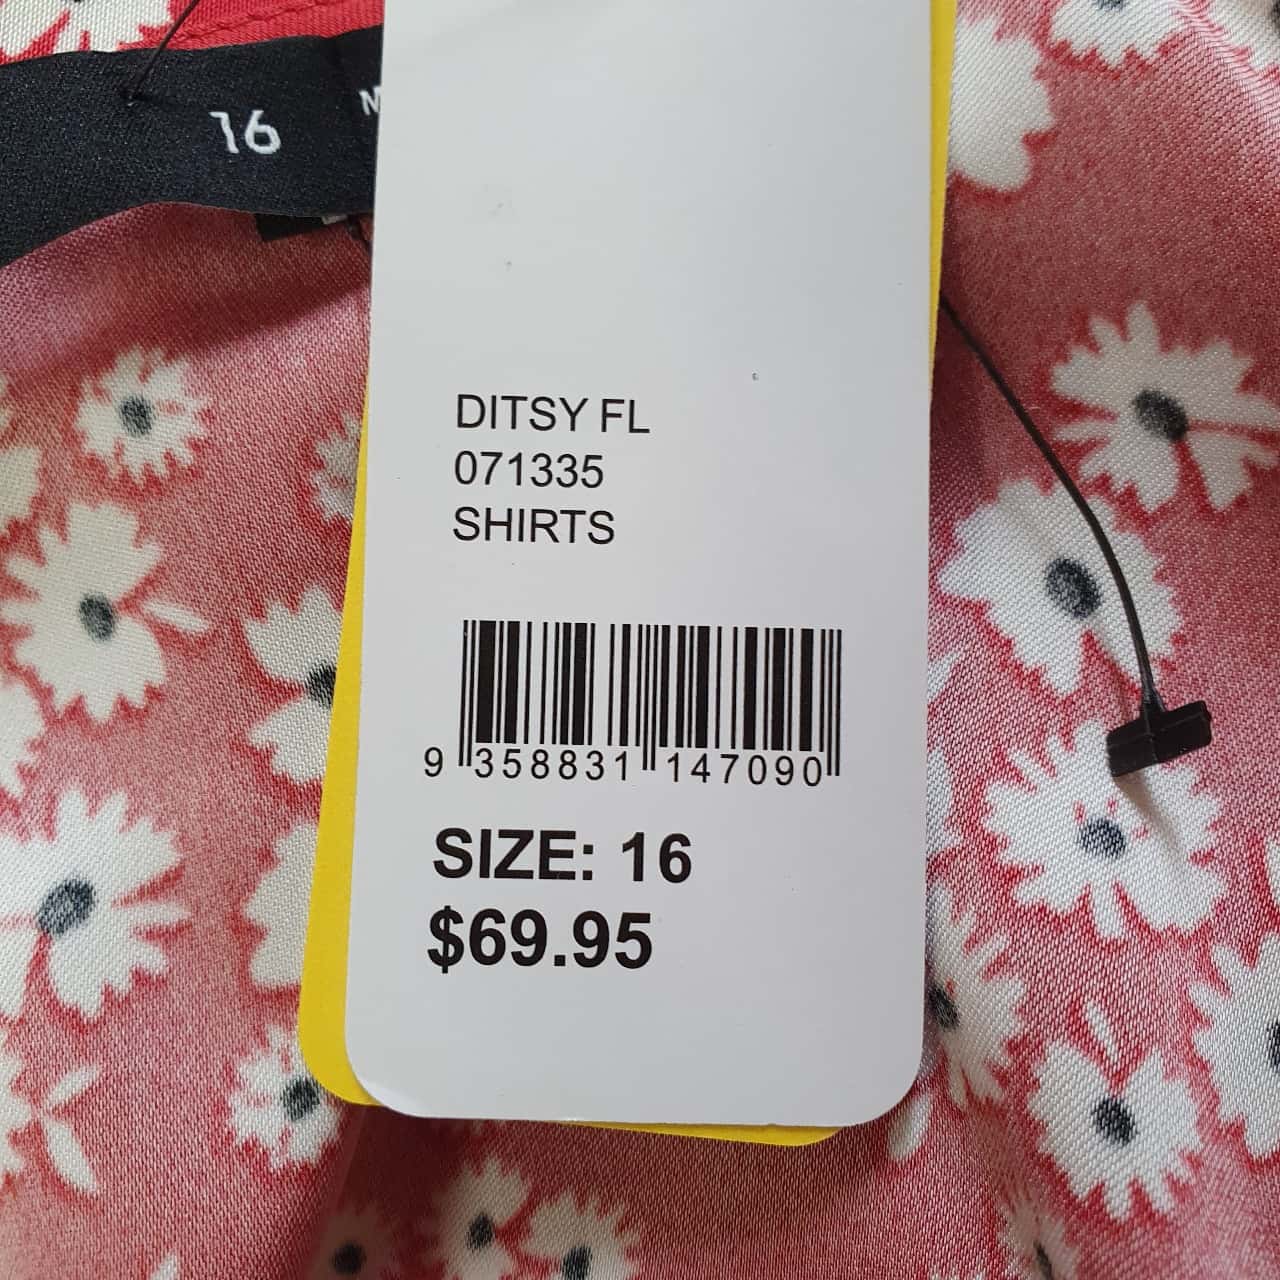 16
DITSY FL
071335
SHIRTS
9 358831 147090
SIZE: 16
$69.95